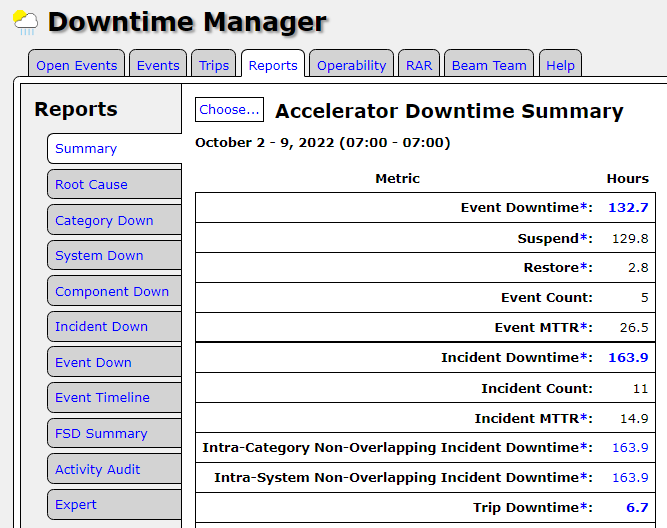 Downtime Manager
Open Events Events Trips Reports Operability RAR Beam Team Help
Reports
Summary
Root Cause
Category Down
System Down
Component Down
Incident Down
Event Down
Event Timeline
FSD Summary
Activity Audit
Expert
Choose... Accelerator Downtime Summary
October 2 - 9, 2022 (07:00 - 07:00)
Metric Hours
Event Downtime*: 132.7
Suspend*: 129.8
Restore*: 2.8
Event Count: 5
Event MTTR*: 26.5
Incident Downtime*: 163.9
Incident Count: 11
Incident MTTR*: 14.9
Intra-Category Non-Overlapping Incident Downtime*: 163.9
Intra-System Non-Overlapping Incident Downtime*: 163.9
Trip Downtime*: 6.7